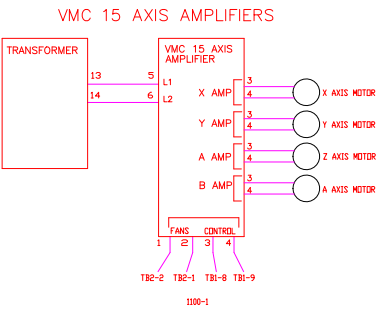 VMC 15 AXIS AMPLIFIERS
TRANSFORMER
VMC 15 AXIS
AMPLIFIER
13 5 L1
14 6 L2
X AMP 3 4 X AXIS MOTOR
Y AMP 3 4 Y AXIS MOTOR
A AMP 3 4 Z AXIS MOTOR
B AMP 3 4 A AXIS MOTOR
FANS CONTROL
1 2 3 4
TB2-2 TB2-1 TB1-8 TB1-9
1100-1